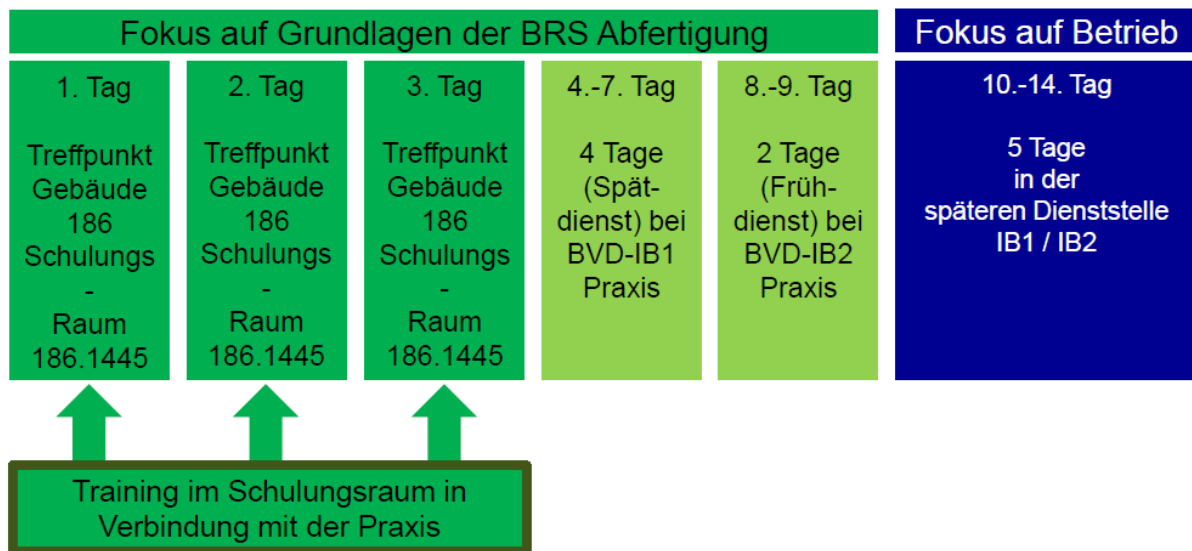 Fokus auf Grundlagen der BRS Abfertigung
Fokus auf Betrieb
1. Tag
Treffpunkt
Gebäude
186
Schulungs
-
Raum
186.1445
2. Tag
Treffpunkt
Gebäude
186
Schulungs
-
Raum
186.1445
3. Tag
Treffpunkt
Gebäude
186
Schulungs
-
Raum
186.1445
4.-7. Tag
4 Tage
(Spät-
dienst) bei
BVD-IB1
Praxis
8.-9. Tag
2 Tage
(Früh-
dienst) bei
BVD-IB2
Praxis
10.-14. Tag
5 Tage
in der
späteren Dienststelle
IB1 / IB2
Training im Schulungsraum in
Verbindung mit der Praxis